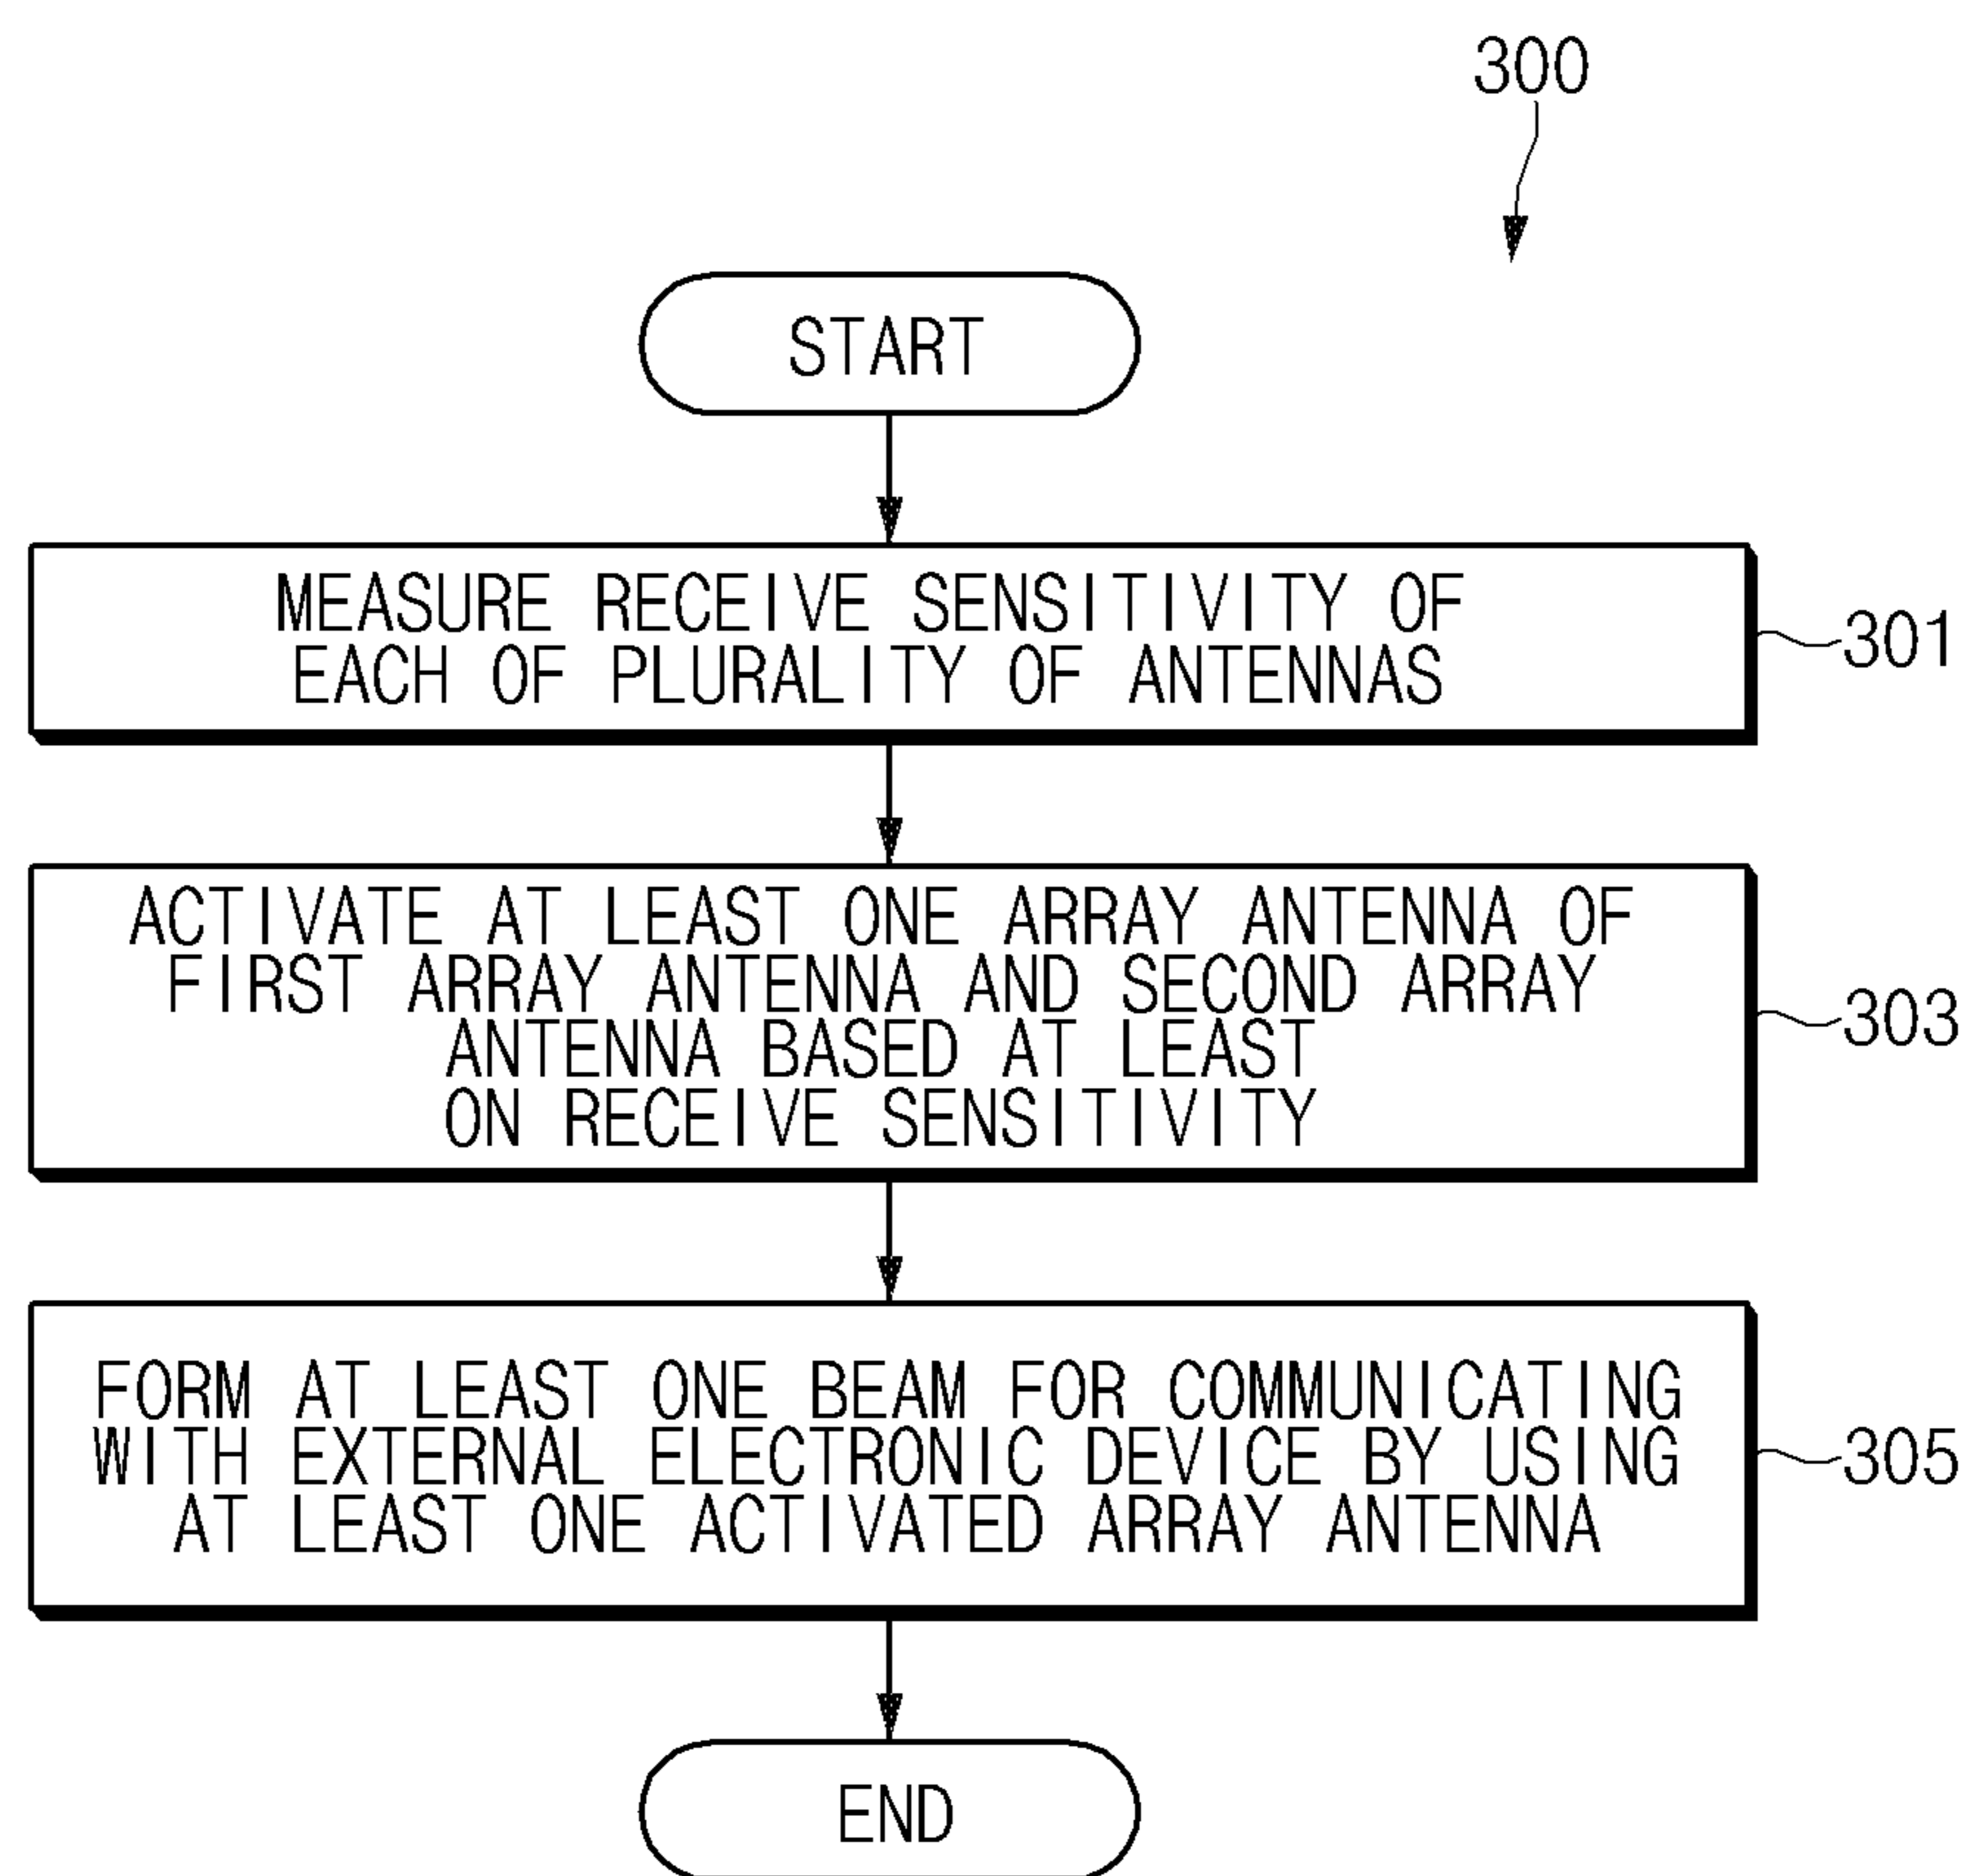 300
START
MEASURE RECEIVE SENSITIVITY OF
EACH OF PLURALITY OF ANTENNAS
301
ACTIVATE AT LEAST ONE ARRAY ANTENNA OF
FIRST ARRAY ANTENNA AND SECOND ARRAY
ANTENNA BASED AT LEAST
ON RECEIVE SENSITIVITY
303
FORM AT LEAST ONE BEAM FOR COMMUNICATING
WITH EXTERNAL ELECTRONIC DEVICE BY USING
AT LEAST ONE ACTIVATED ARRAY ANTENNA
305
END